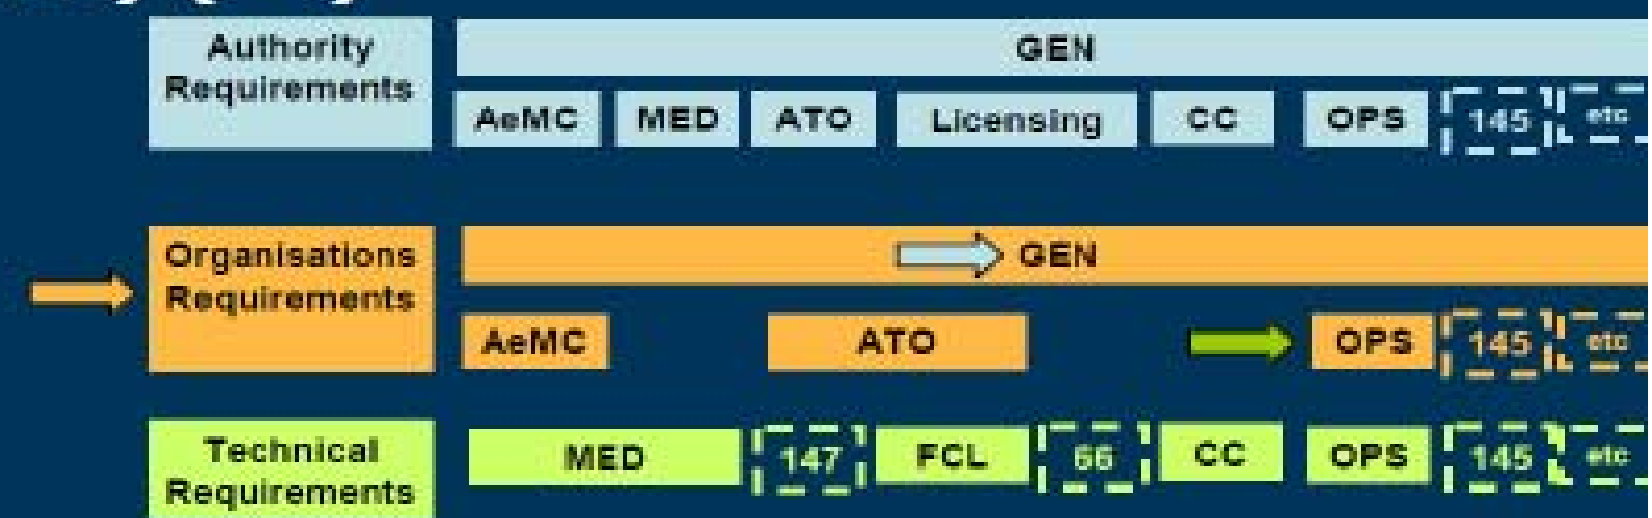 Authority
Requirements
GEN
AeMC MED ATO Licensing CC OPS 145 etc
Organisations
Requirements
GEN
AeMC ATO OPS 145 etc
Technical
Requirements
MED 147 FCL 66 CC OPS 145 etc